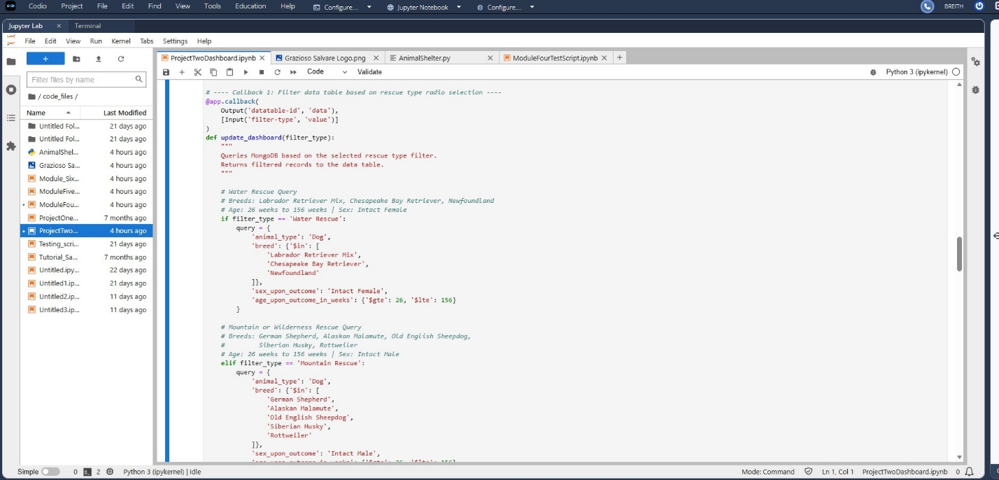 Codio Project File Edit Find View Tools Education Help Configure.... Jupyter Notebook Configure.... BREITH
Jupyter Lab × Terminal
File Edit View Run Kernel Tabs Settings Help
+ ProjectTwoDashboard.ipynb × Grazioso Salvare Logo.png × AnimalShelter.py × ModuleFourTestScript.ipynb × +
Code Validate Python 3 (ipykernel)
Filter files by name
/ code_files /
Name Last Modified
Untitled Fol... 21 days ago
Untitled Fol... 21 days ago
AnimalShel... 4 hours ago
Grazioso Sa... 4 hours ago
Module_Six... 4 hours ago
ModuleFive... 4 hours ago
ModuleFou... 4 hours ago
ProjectOne... 7 months ago
ProjectTwo... 4 hours ago
Testing_scri... 21 days ago
Tutorial_Sa... 7 months ago
Untitled.ipy... 22 days ago
Untitled1.ip... 21 days ago
Untitled2.ip... 11 days ago
Untitled3.ip... 11 days ago
# ---- Callback 1: Filter data table based on rescue type radio selection ----
@app.callback(
    Output('datatable-id', 'data'),
    [Input('filter-type', 'value')]
)
def update_dashboard(filter_type):
    """
    Queries MongoDB based on the selected rescue type filter.
    Returns filtered records to the data table.
    """
    # Water Rescue Query
    # Breeds: Labrador Retriever Mix, Chesapeake Bay Retriever, Newfoundland
    # Age: 26 weeks to 156 weeks | Sex: Intact Female
    if filter_type == 'Water Rescue':
        query = {
            'animal_type': 'Dog',
            'breed': {'$in': [
                'Labrador Retriever Mix',
                'Chesapeake Bay Retriever',
                'Newfoundland'
            ]},
            'sex_upon_outcome': 'Intact Female',
            'age_upon_outcome_in_weeks': {'$gte': 26, '$lte': 156}
        }
    # Mountain or Wilderness Rescue Query
    # Breeds: German Shepherd, Alaskan Malamute, Old English Sheepdog,
    #         Siberian Husky, Rottweiler
    # Age: 26 weeks to 156 weeks | Sex: Intact Male
    elif filter_type == 'Mountain Rescue':
        query = {
            'animal_type': 'Dog',
            'breed': {'$in': [
                'German Shepherd',
                'Alaskan Malamute',
                'Old English Sheepdog',
                'Siberian Husky',
                'Rottweiler'
            ]},
            'sex_upon_outcome': 'Intact Male',
Simple 0 2 Python 3 (ipykernel) | Idle Mode: Command Ln 1, Col 1 ProjectTwoDashboard.ipynb 0